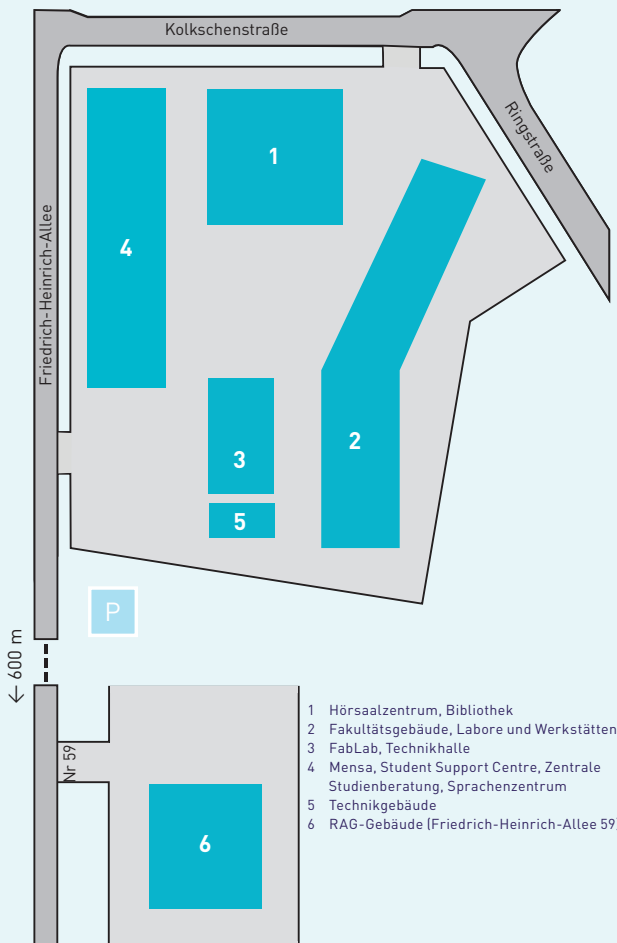 Kolkschenstraße
Ringstraße
Friedrich-Heinrich-Allee
1
4
2
3
5
P
← 600 m
Nr 59
6
1 Hörsaalzentrum, Bibliothek
2 Fakultätsgebäude, Labore und Werkstätten
3 FabLab, Technikhalle
4 Mensa, Student Support Centre, Zentrale
Studienberatung, Sprachenzentrum
5 Technikgebäude
6 RAG-Gebäude (Friedrich-Heinrich-Allee 59)